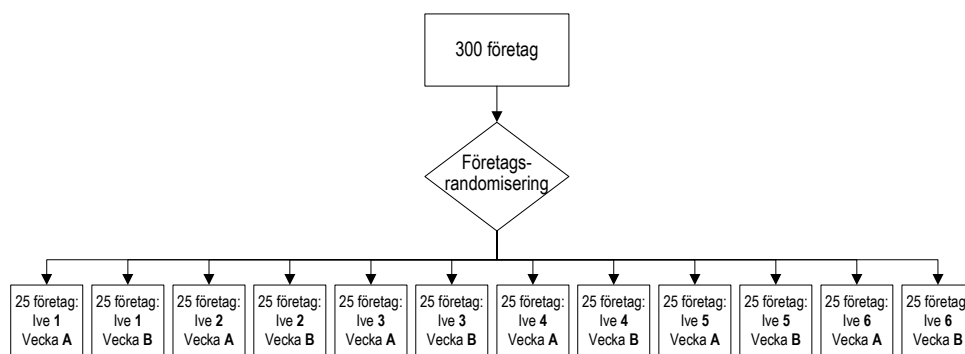 300 företag
Företags-
randomisering
25 företag:
Ive 1
Vecka A
25 företag:
Ive 1
Vecka B
25 företag:
Ive 2
Vecka A
25 företag:
Ive 2
Vecka B
25 företag:
Ive 3
Vecka A
25 företag:
Ive 3
Vecka B
25 företag:
Ive 4
Vecka A
25 företag:
Ive 4
Vecka B
25 företag:
Ive 5
Vecka A
25 företag:
Ive 5
Vecka B
25 företag:
Ive 6
Vecka A
25 företag:
Ive 6
Vecka B